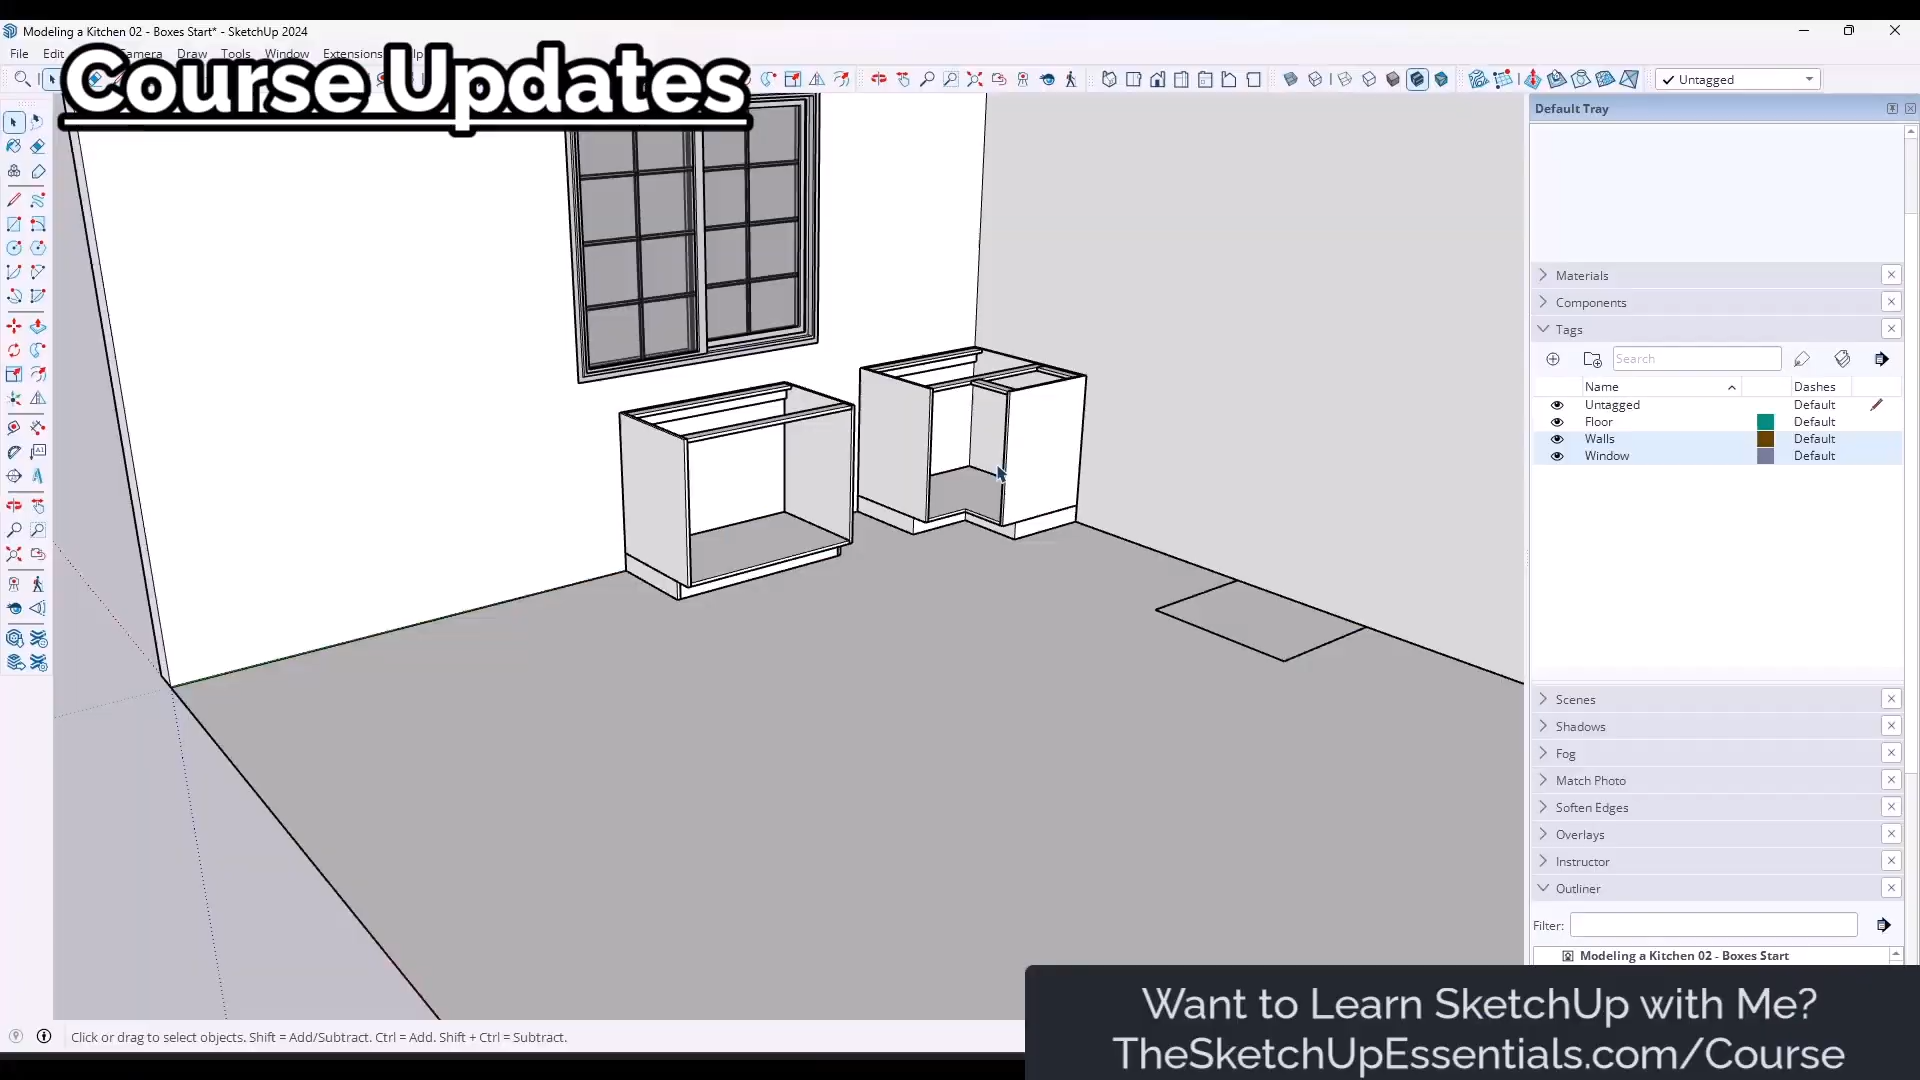 Modeling a Kitchen 02 - Boxes Start* - SketchUp 2024
File Edit Camera Draw Tools Window Extensions
Course Updates
Untagged
Default Tray
Materials
Components
Tags
Search
Name Dashes
Untagged Default
Floor Default
Walls Default
Window Default
Scenes
Shadows
Fog
Match Photo
Soften Edges
Overlays
Instructor
Outliner
Filter:
Modeling a Kitchen 02 - Boxes Start
Click or drag to select objects. Shift = Add/Subtract. Ctrl = Add. Shift + Ctrl = Subtract.
Want to Learn SketchUp with Me?
TheSketchUpEssentials.com/Course